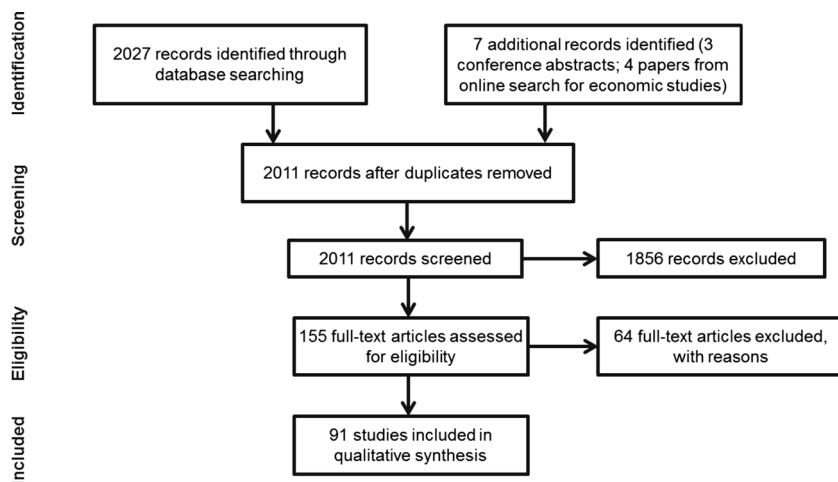 Identification
2027 records identified through
database searching
7 additional records identified (3
conference abstracts; 4 papers from
online search for economic studies)
Screening
2011 records after duplicates removed
2011 records screened
1856 records excluded
Eligibility
155 full-text articles assessed
for eligibility
64 full-text articles excluded,
with reasons
Included
91 studies included in
qualitative synthesis